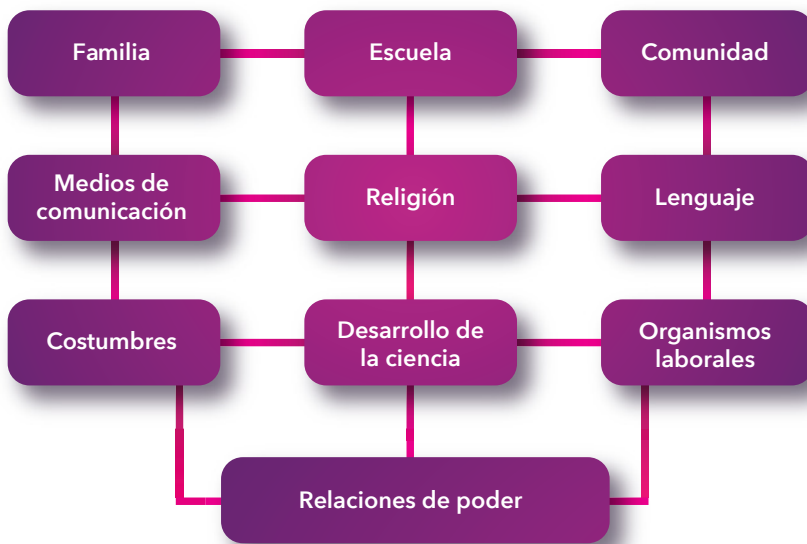 Familia
Escuela
Comunidad
Medios de
comunicación
Religión
Lenguaje
Costumbres
Desarrollo de
la ciencia
Organismos
laborales
Relaciones de poder